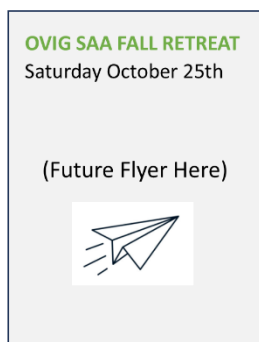 OVIG SAA FALL RETREAT
Saturday October 25th
(Future Flyer Here)